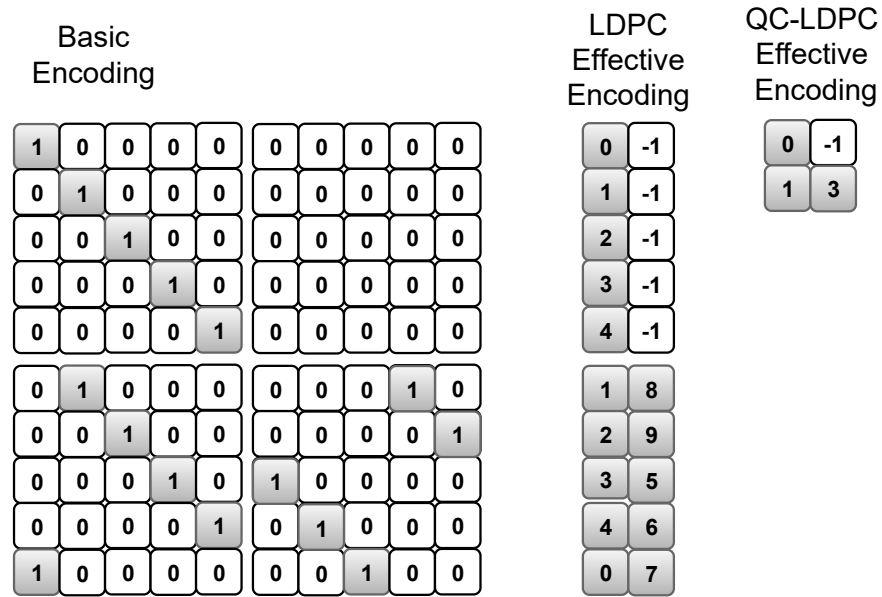 Basic
Encoding
LDPC
Effective
Encoding
QC-LDPC
Effective
Encoding
1 0 0 0 0 0 0 0 0 0 0 -1 0 -1
0 1 0 0 0 0 0 0 0 0 1 -1 1 3
0 0 1 0 0 0 0 0 0 0 2 -1
0 0 0 1 0 0 0 0 0 0 3 -1
0 0 0 0 1 0 0 0 0 0 4 -1
0 1 0 0 0 0 0 0 1 0 1 8
0 0 1 0 0 0 0 0 0 1 2 9
0 0 0 1 0 1 0 0 0 0 3 5
0 0 0 0 1 0 1 0 0 0 4 6
1 0 0 0 0 0 0 1 0 0 0 7